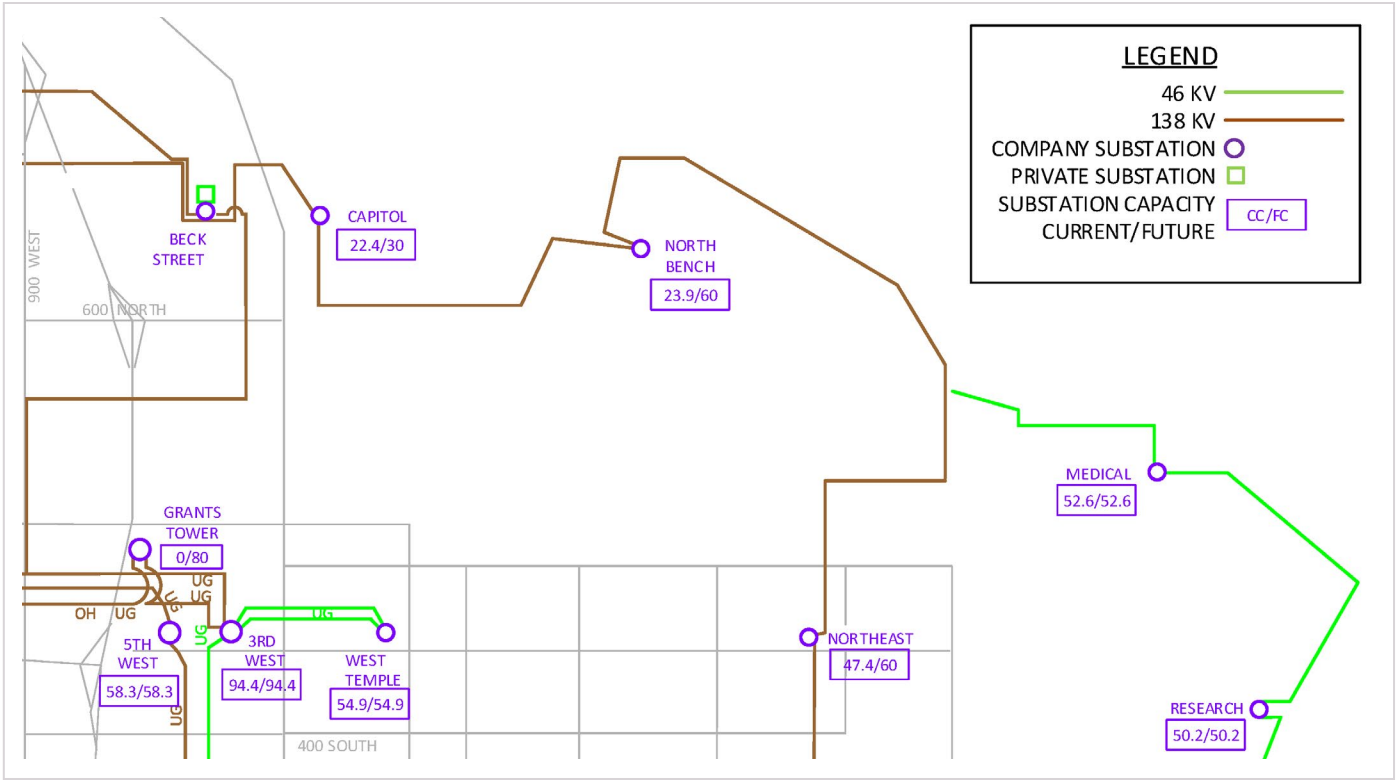 LEGEND
46 KV
138 KV
COMPANY SUBSTATION
PRIVATE SUBSTATION
SUBSTATION CAPACITY
CURRENT/FUTURE
CC/FC
BECK
STREET
CAPITOL
22.4/30
NORTH
BENCH
23.9/60
900 WEST
600 NORTH
MEDICAL
52.6/52.6
GRANTS
TOWER
0/80
UG
UG
UG
OH
UG
UG
UG
5TH
WEST
58.3/58.3
UG
3RD
WEST
94.4/94.4
WEST
TEMPLE
54.9/54.9
NORTHEAST
47.4/60
RESEARCH
50.2/50.2
400 SOUTH